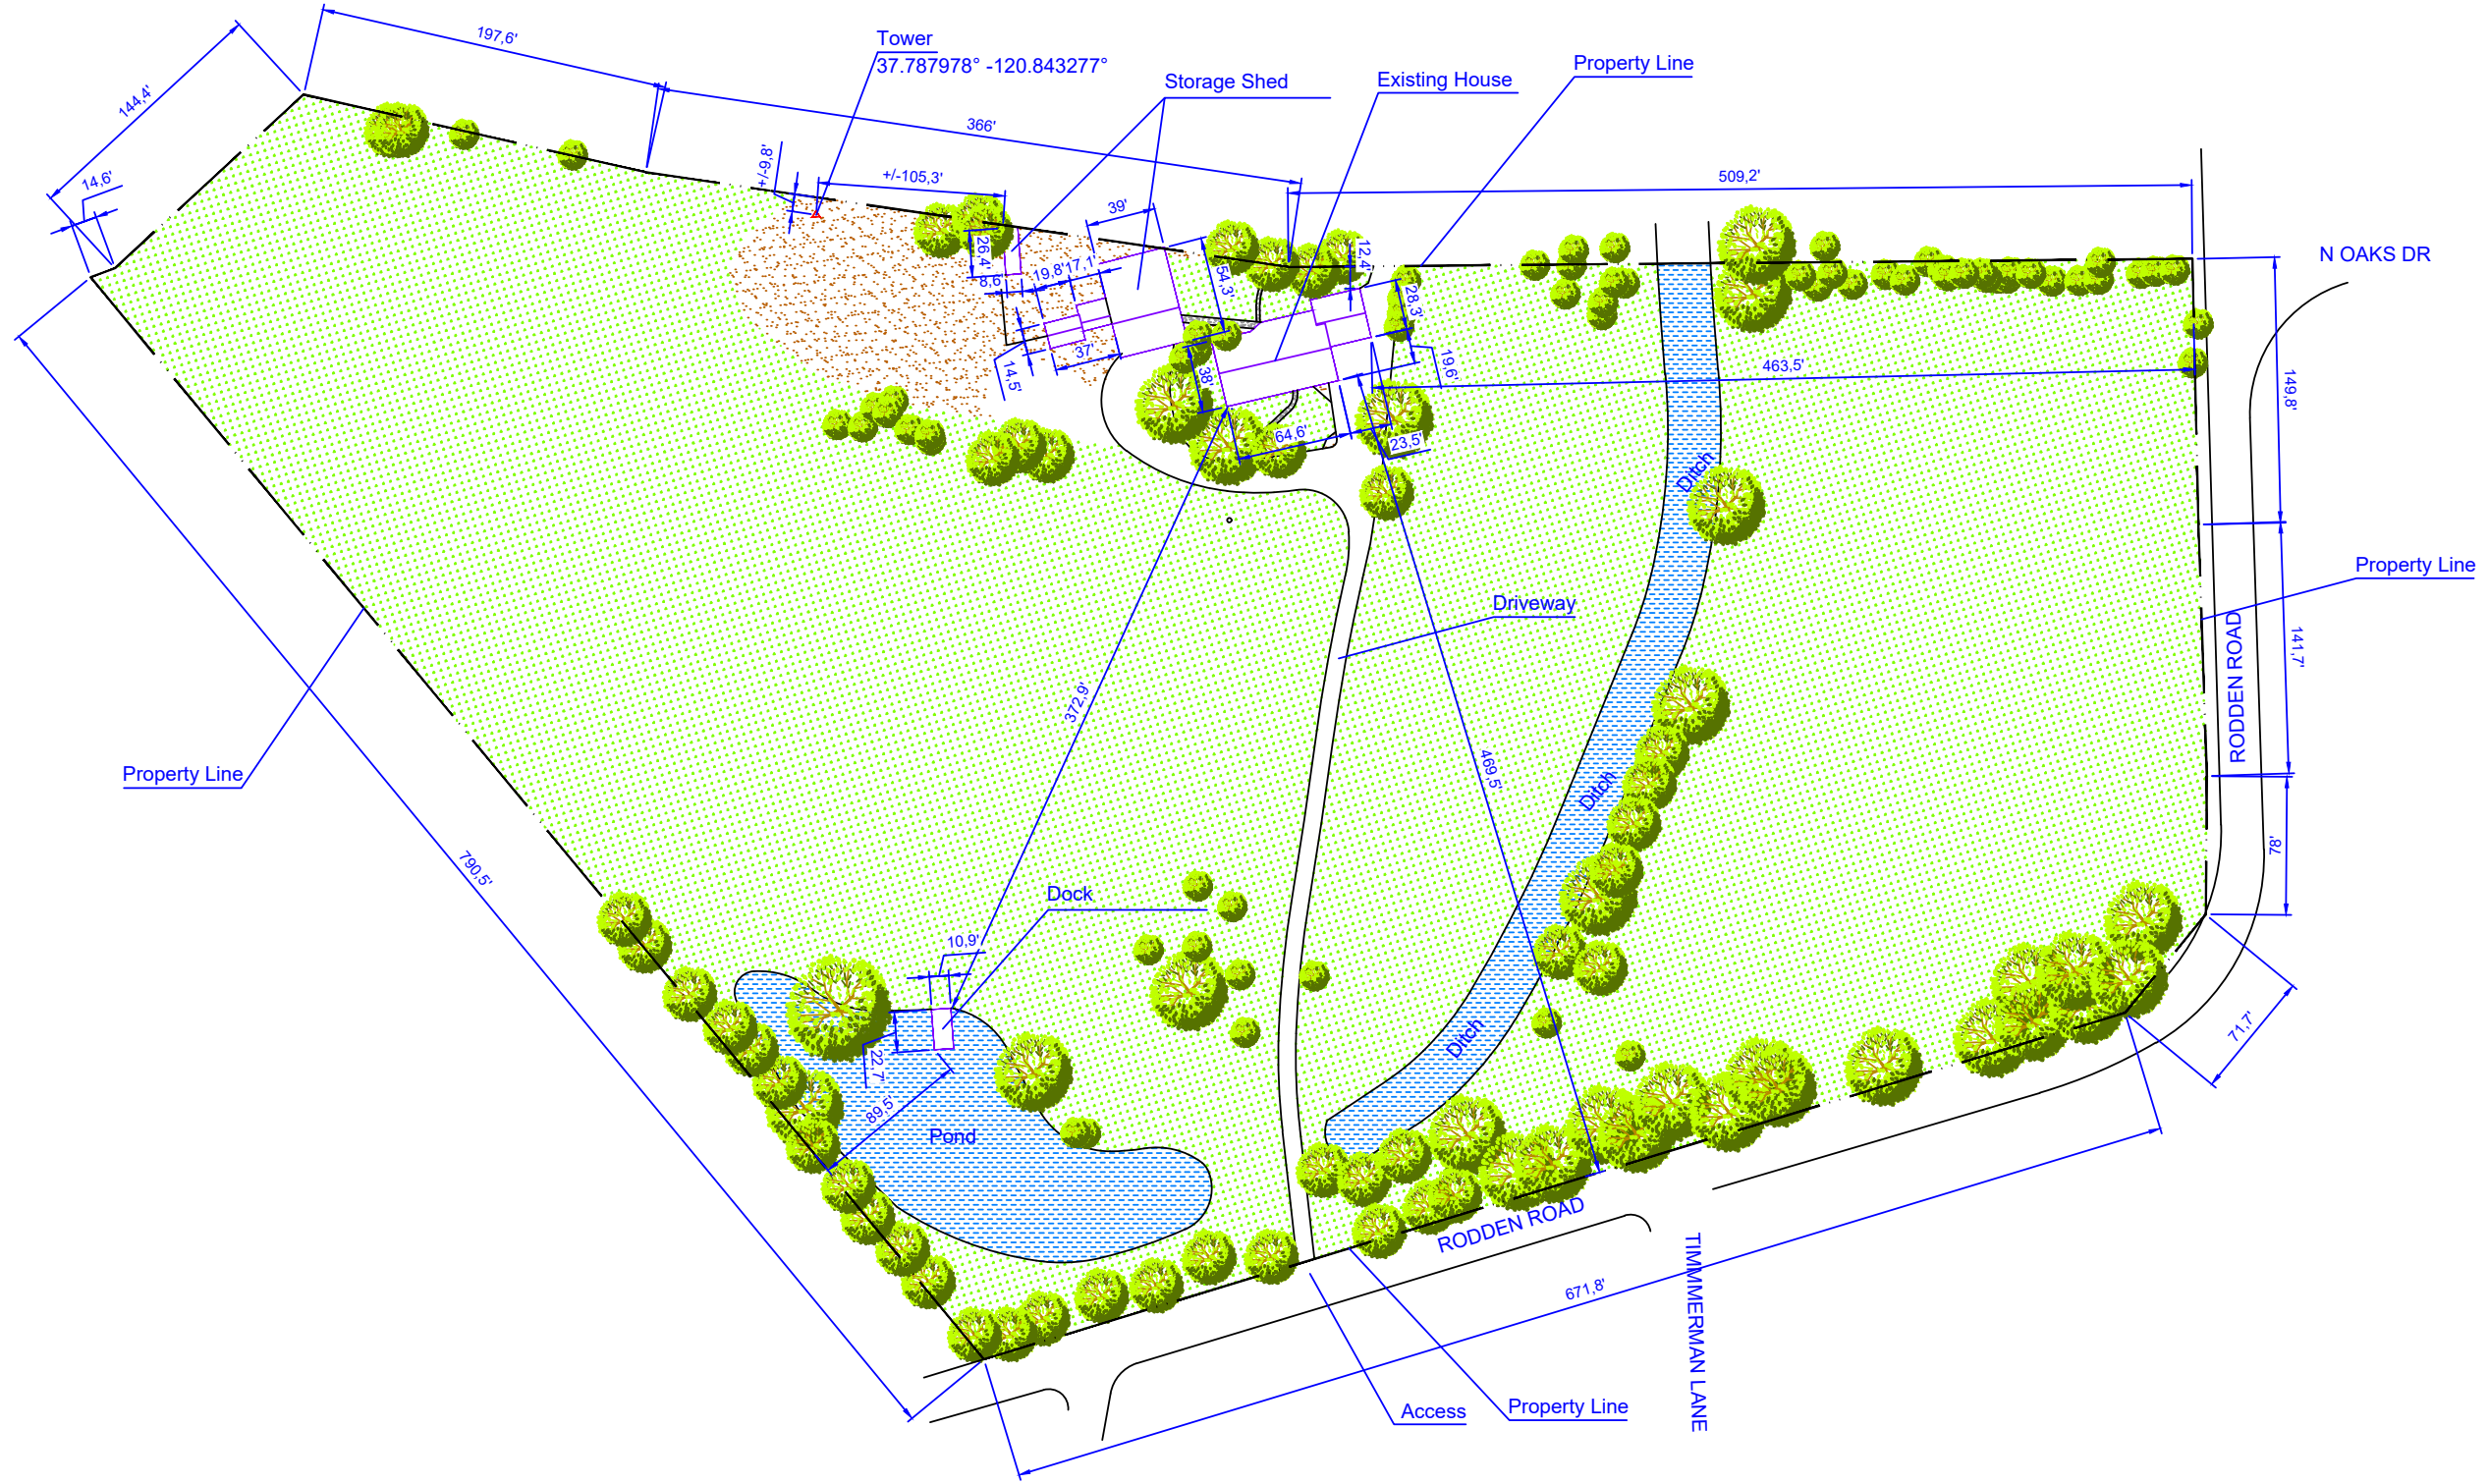 197,6'
144,4'
14,6'
Tower
37.787978° -120.843277°
Storage Shed
Existing House
Property Line
366'
+/-9,8'
+/-105,3'
509,2'
39'
12,4'
N OAKS DR
26,4'
19,8'
17,1'
8,6'
54,3'
28,3'
14,5'
37'
38'
19,6'
463,5'
149,8'
64,6'
23,5'
Ditch
Property Line
Driveway
141,7'
RODDEN ROAD
372,9'
469,5'
Property Line
Ditch
78'
790,5'
Dock
10,9'
22,7'
89,5'
Ditch
71,7'
Pond
RODDEN ROAD
TIMMMERMAN LANE
671,8'
Access
Property Line